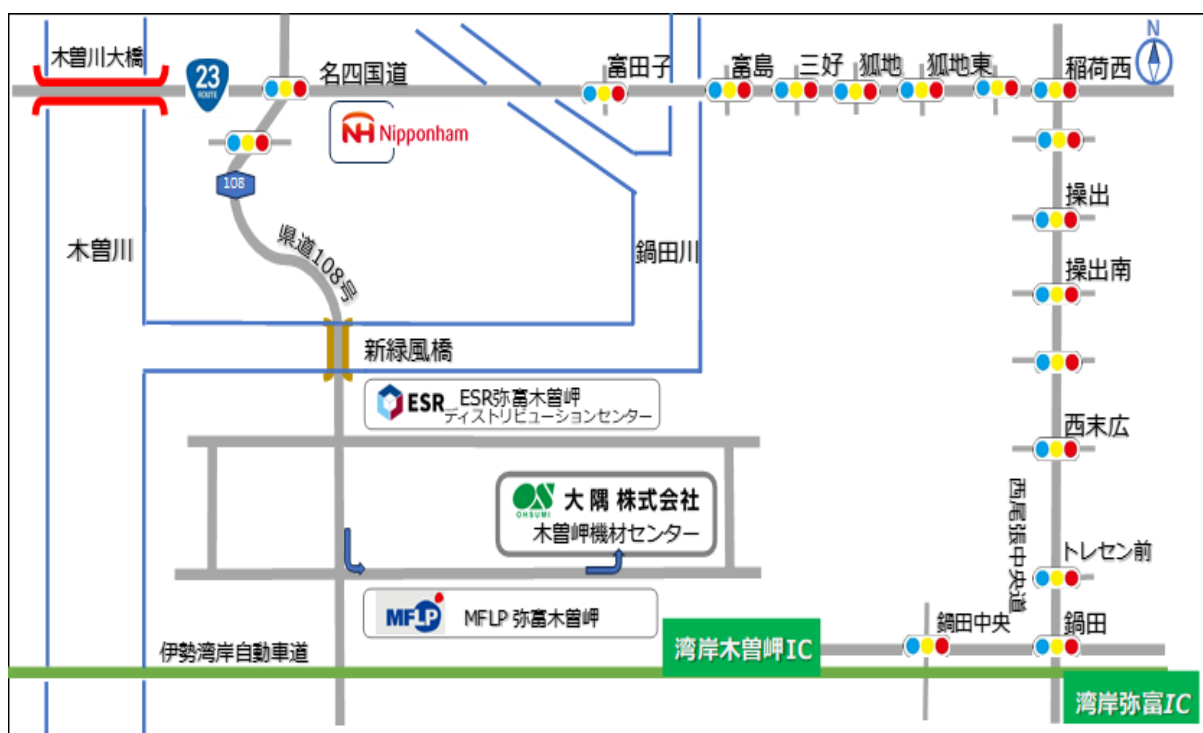 木曽川大橋
23
ROUTE
名四国道
富田子
富島
三好
狐地
狐地東
稲荷西
N
NH Nipponham
108
操出
木曽川
県道108号
鍋田川
操出南
新緑風橋
ESR
ESR弥富木曽岬
ディストリビューションセンター
西末広
大隅 株式会社
OHSUMI
木曽岬機材センター
西尾張中央道
トレセン前
MFLP
MFLP 弥富木曽岬
鍋田中央
鍋田
伊勢湾岸自動車道
湾岸木曽岬IC
湾岸弥富IC